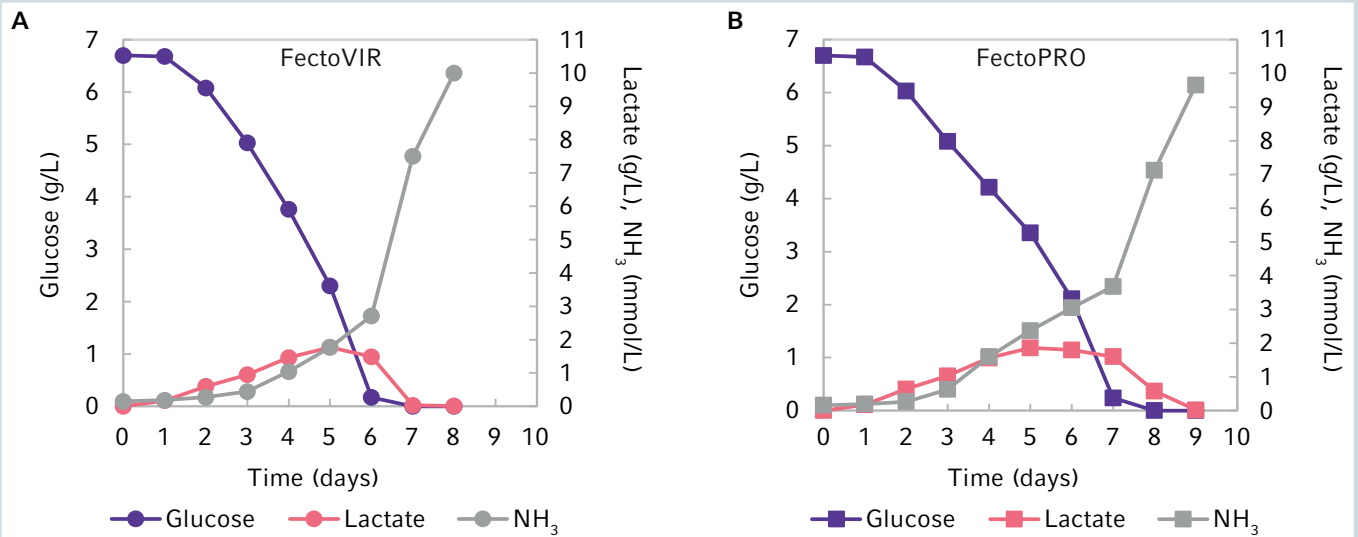 A
FectoVIR
7
6
5
4
3
2
1
0
Glucose (g/L)
11
10
9
8
7
6
5
4
3
2
1
0
Lactate (g/L), NH₃ (mmol/L)
0 1 2 3 4 5 6 7 8 9 10
Time (days)
Glucose Lactate NH₃
B
FectoPRO
7
6
5
4
3
2
1
0
Glucose (g/L)
11
10
9
8
7
6
5
4
3
2
1
0
Lactate (g/L), NH₃ (mmol/L)
0 1 2 3 4 5 6 7 8 9 10
Time (days)
Glucose Lactate NH₃